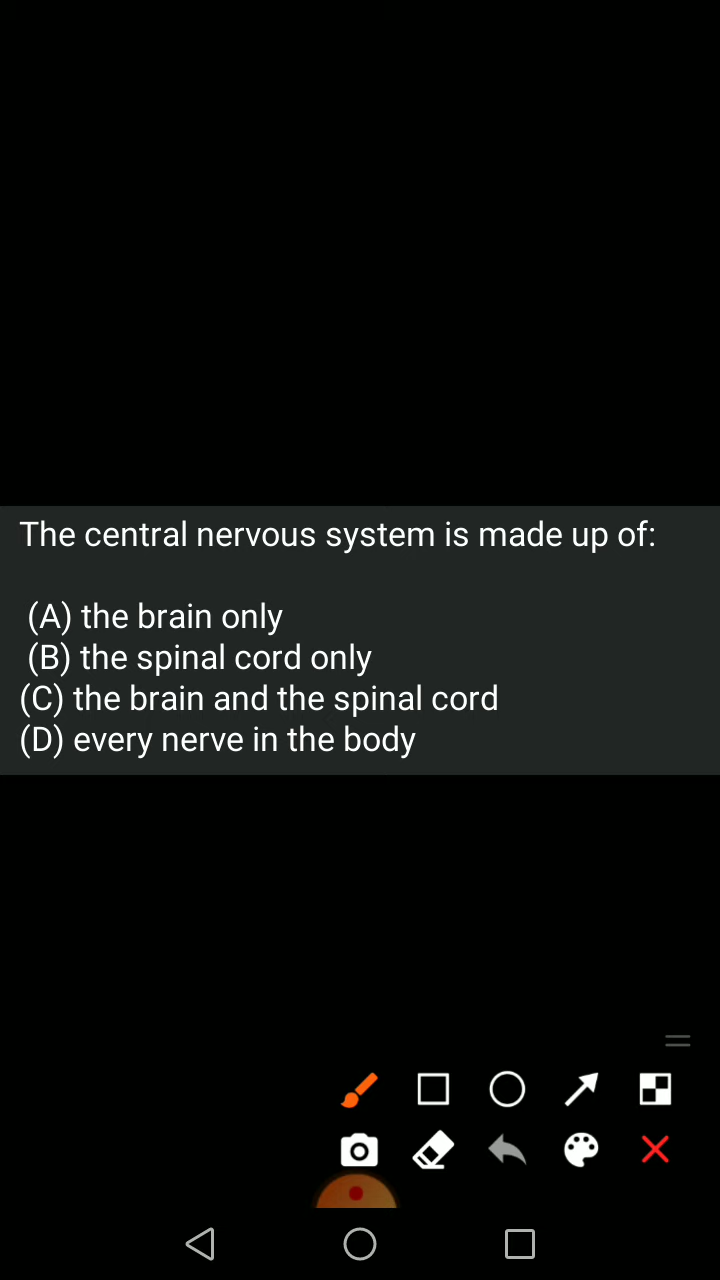 The central nervous system is made up of:
(A) the brain only
(B) the spinal cord only
(C) the brain and the spinal cord
(D) every nerve in the body